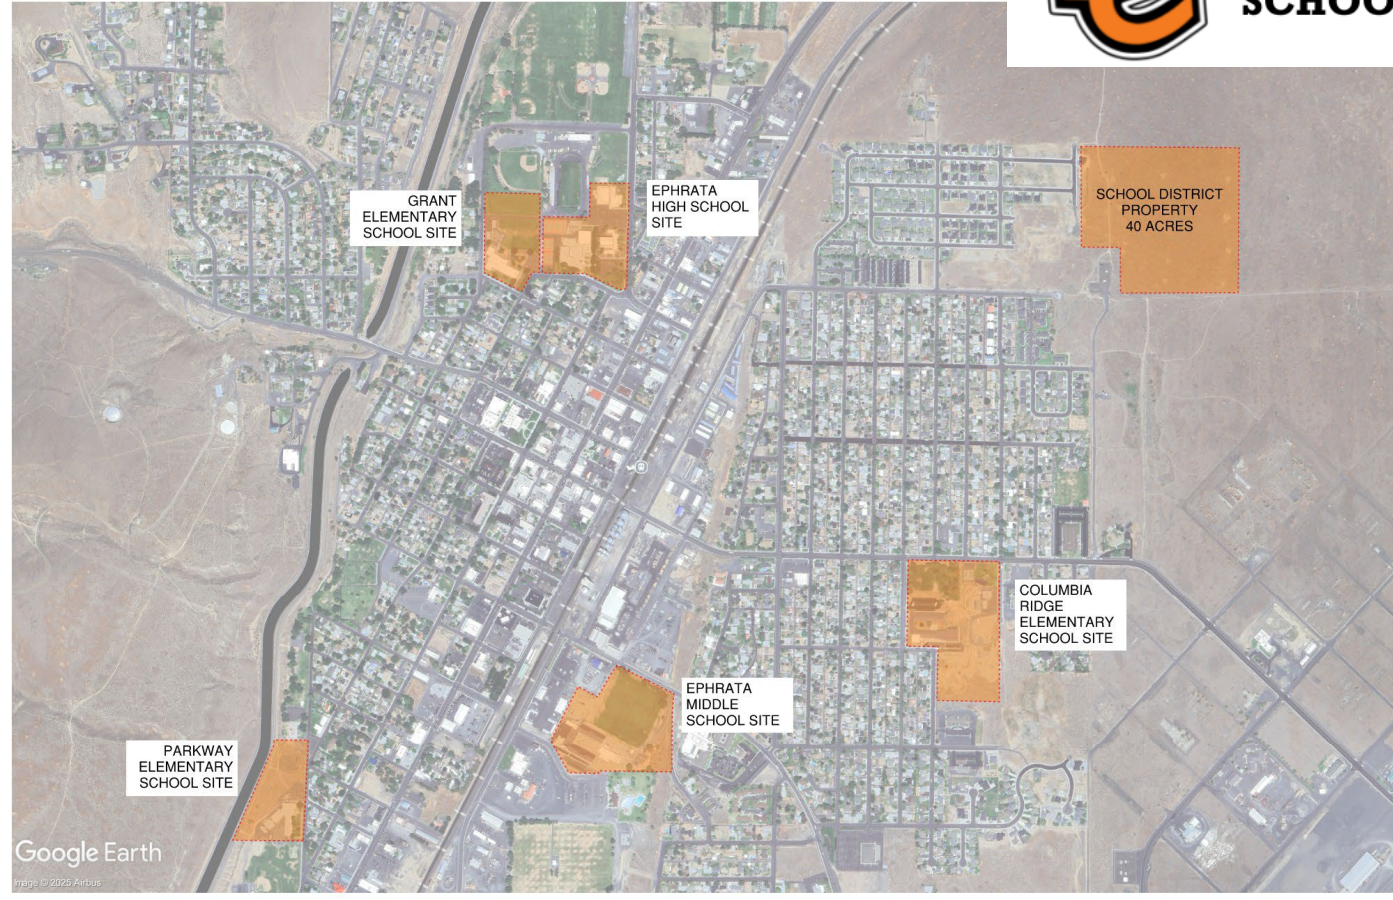 SCHOO
GRANT
ELEMENTARY
SCHOOL SITE
EPHRATA
HIGH SCHOOL
SITE
SCHOOL DISTRICT
PROPERTY
40 ACRES
COLUMBIA
RIDGE
ELEMENTARY
SCHOOL SITE
EPHRATA
MIDDLE
SCHOOL SITE
PARKWAY
ELEMENTARY
SCHOOL SITE
Google Earth
Image © 2025 Airbus